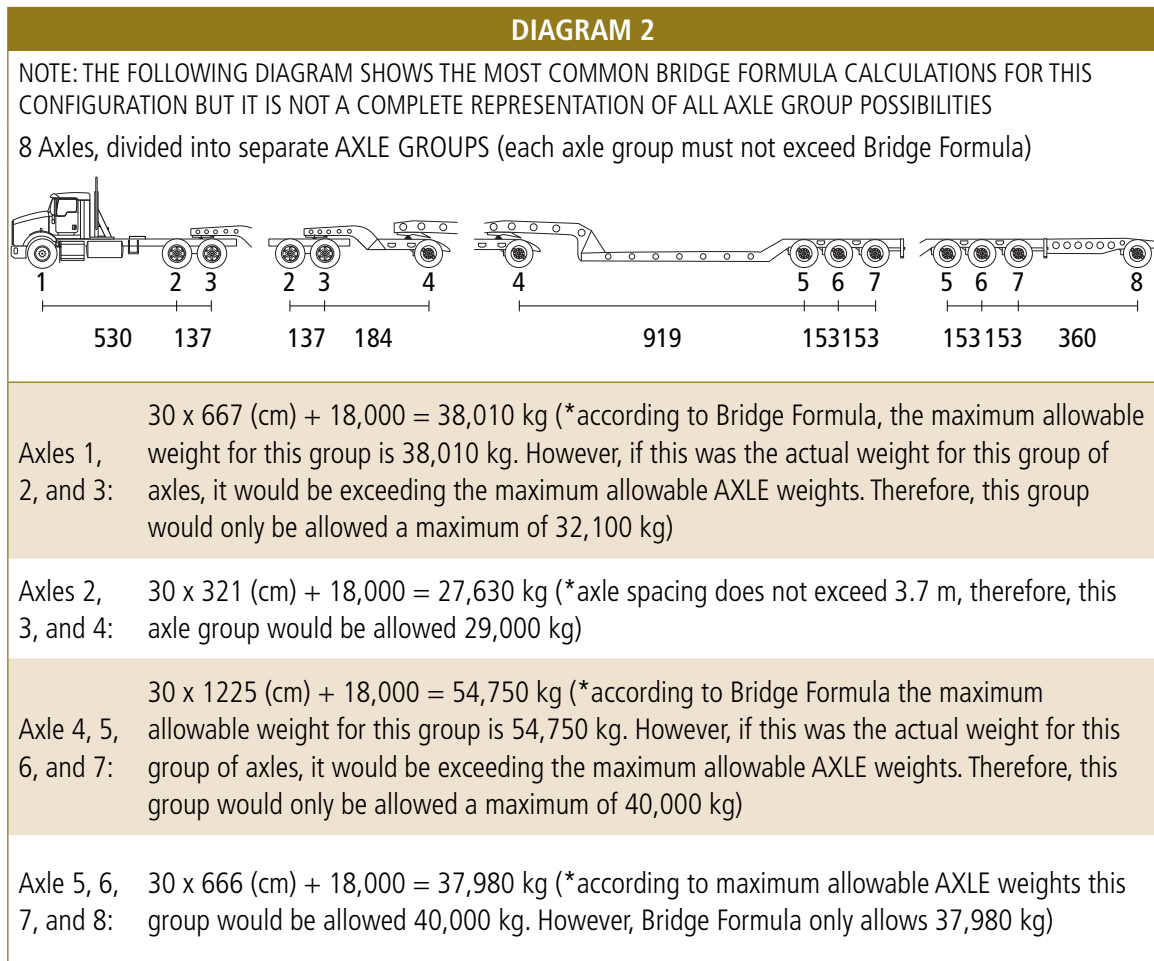 DIAGRAM 2
NOTE: THE FOLLOWING DIAGRAM SHOWS THE MOST COMMON BRIDGE FORMULA CALCULATIONS FOR THIS
CONFIGURATION BUT IT IS NOT A COMPLETE REPRESENTATION OF ALL AXLE GROUP POSSIBILITIES
8 Axles, divided into separate AXLE GROUPS (each axle group must not exceed Bridge Formula)
1 2 3 2 3 4 4 5 6 7 5 6 7 8
530 137 137 184 919 153 153 153 153 360
Axles 1,
2, and 3:
30 x 667 (cm) + 18,000 = 38,010 kg (*according to Bridge Formula, the maximum allowable
weight for this group is 38,010 kg. However, if this was the actual weight for this group of
axles, it would be exceeding the maximum allowable AXLE weights. Therefore, this group
would only be allowed a maximum of 32,100 kg)
Axles 2,
3, and 4:
30 x 321 (cm) + 18,000 = 27,630 kg (*axle spacing does not exceed 3.7 m, therefore, this
axle group would be allowed 29,000 kg)
Axle 4, 5,
6, and 7:
30 x 1225 (cm) + 18,000 = 54,750 kg (*according to Bridge Formula the maximum
allowable weight for this group is 54,750 kg. However, if this was the actual weight for this
group of axles, it would be exceeding the maximum allowable AXLE weights. Therefore, this
group would only be allowed a maximum of 40,000 kg)
Axle 5, 6,
7, and 8:
30 x 666 (cm) + 18,000 = 37,980 kg (*according to maximum allowable AXLE weights this
group would be allowed 40,000 kg. However, Bridge Formula only allows 37,980 kg)